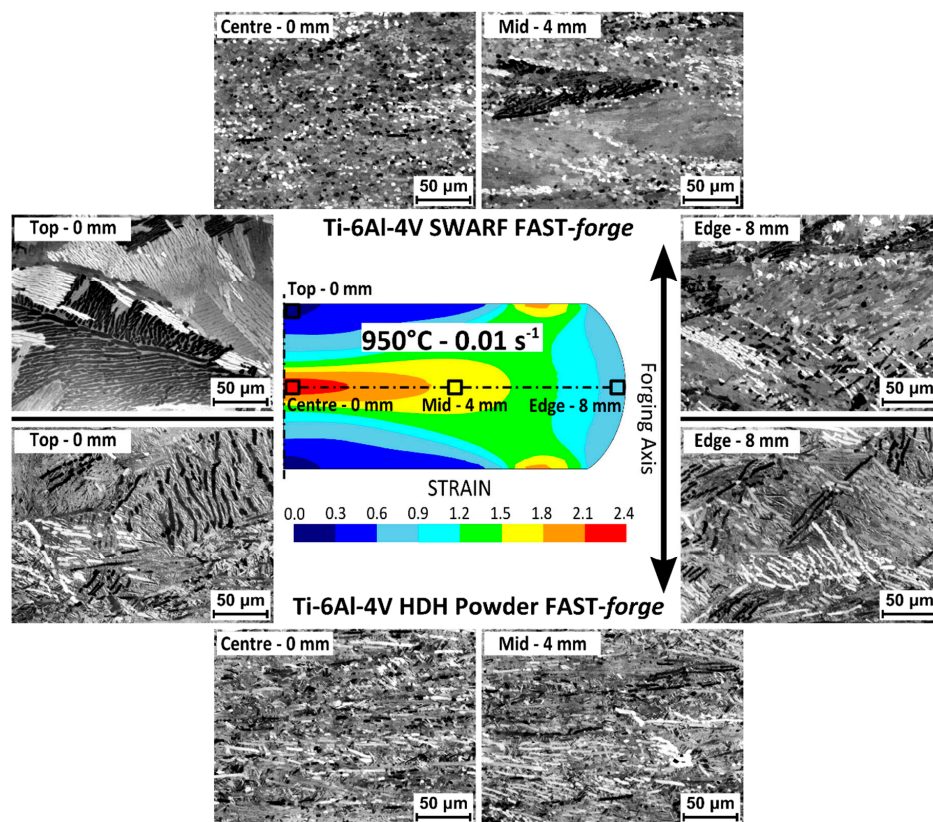 Centre - 0 mm
Mid - 4 mm
50 µm
50 µm
Top - 0 mm
Ti-6Al-4V SWARF FAST-forge
Edge - 8 mm
Top - 0 mm
950°C - 0.01 s⁻¹
50 µm
Centre - 0 mm
Mid - 4 mm
Edge - 8 mm
50 µm
Forging Axis
Top - 0 mm
Edge - 8 mm
STRAIN
0.0 0.3 0.6 0.9 1.2 1.5 1.8 2.1 2.4
50 µm
50 µm
Ti-6Al-4V HDH Powder FAST-forge
Centre - 0 mm
Mid - 4 mm
50 µm
50 µm